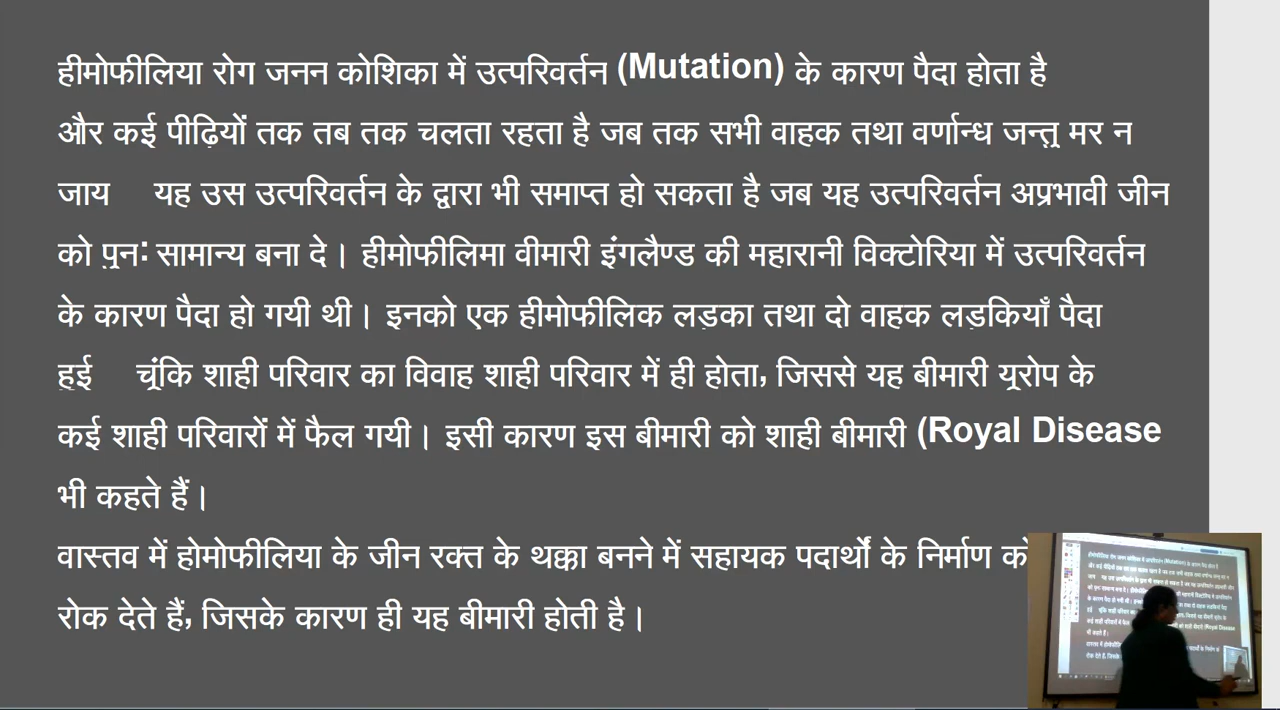 हीमोफीलिया रोग जनन कोशिका में उत्परिवर्तन (Mutation) के कारण पैदा होता है
और कई पीढ़ियों तक तब तक चलता रहता है जब तक सभी वाहक तथा वर्णान्ध जन्तु मर न
जाय यह उस उत्परिवर्तन के द्वारा भी समाप्त हो सकता है जब यह उत्परिवर्तन अप्रभावी जीन
को पुनः सामान्य बना दे। हीमोफीलिमा वीमारी इंगलैण्ड की महारानी विक्टोरिया में उत्परिवर्तन
के कारण पैदा हो गयी थी। इनको एक हीमोफीलिक लड़का तथा दो वाहक लड़कियाँ पैदा
हुई चूंकि शाही परिवार का विवाह शाही परिवार में ही होता, जिससे यह बीमारी यूरोप के
कई शाही परिवारों में फैल गयी। इसी कारण इस बीमारी को शाही बीमारी (Royal Disease
भी कहते हैं।
वास्तव में होमोफीलिया के जीन रक्त के थक्का बनने में सहायक पदार्थों के निर्माण को
रोक देते हैं, जिसके कारण ही यह बीमारी होती है।